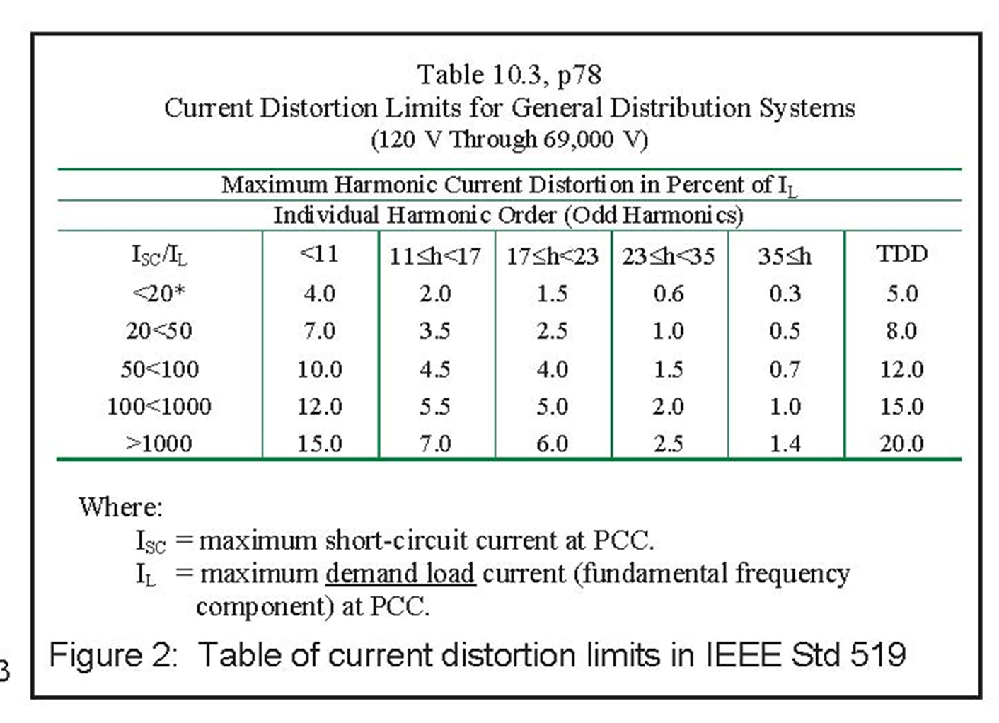 Table 10.3, p78
Current Distortion Limits for General Distribution Systems
(120 V Through 69,000 V)
Maximum Harmonic Current Distortion in Percent of I_L
Individual Harmonic Order (Odd Harmonics)
I_SC/I_L <11 11≤h<17 17≤h<23 23≤h<35 35≤h TDD
<20* 4.0 2.0 1.5 0.6 0.3 5.0
20<50 7.0 3.5 2.5 1.0 0.5 8.0
50<100 10.0 4.5 4.0 1.5 0.7 12.0
100<1000 12.0 5.5 5.0 2.0 1.0 15.0
>1000 15.0 7.0 6.0 2.5 1.4 20.0
Where:
I_SC = maximum short-circuit current at PCC.
I_L = maximum demand load current (fundamental frequency
component) at PCC.
Figure 2: Table of current distortion limits in IEEE Std 519